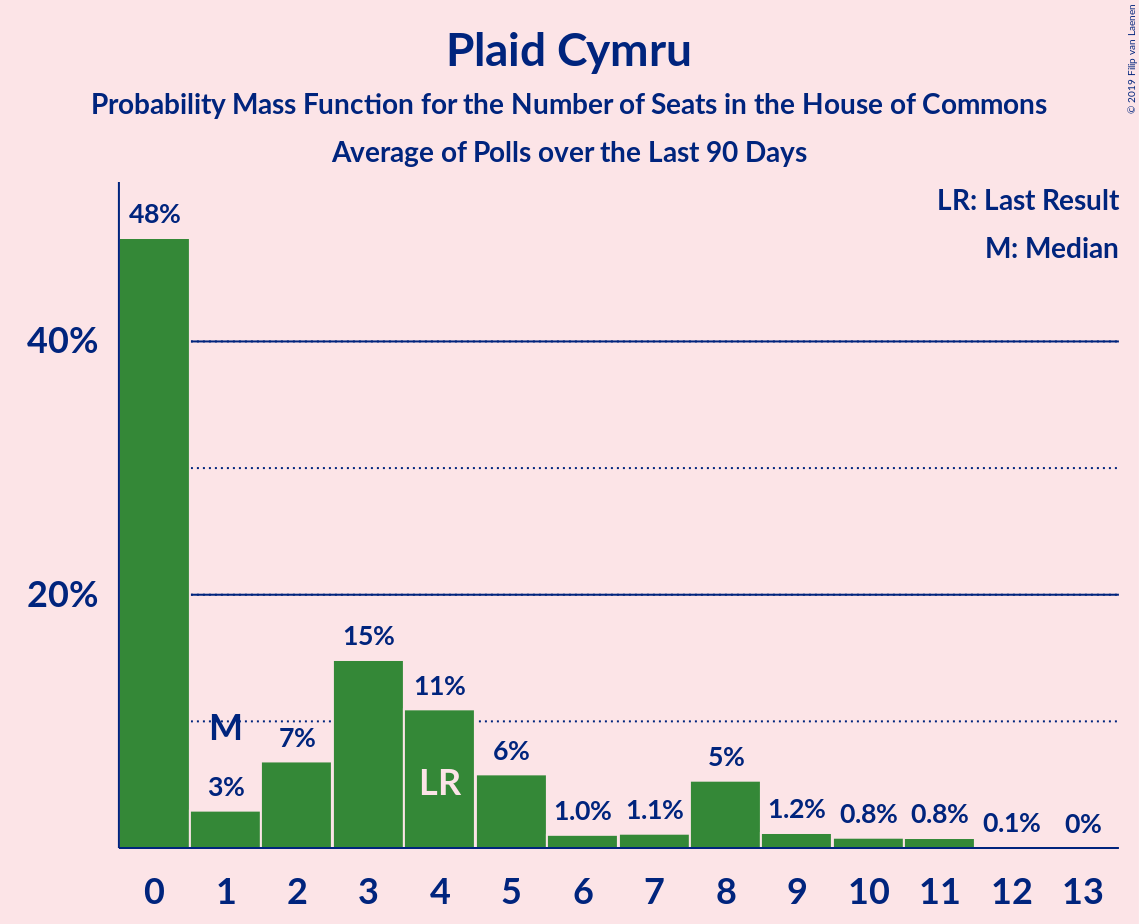 Plaid Cymru
Probability Mass Function for the Number of Seats in the House of Commons
Average of Polls over the Last 90 Days
© 2019 Filip van Laenen
LR: Last Result
M: Median
48%
40%
20%
15%
11%
M
7%
6%
5%
3%
LR
1.0%
1.1%
1.2%
0.8%
0.8%
0.1%
0%
0 1 2 3 4 5 6 7 8 9 10 11 12 13